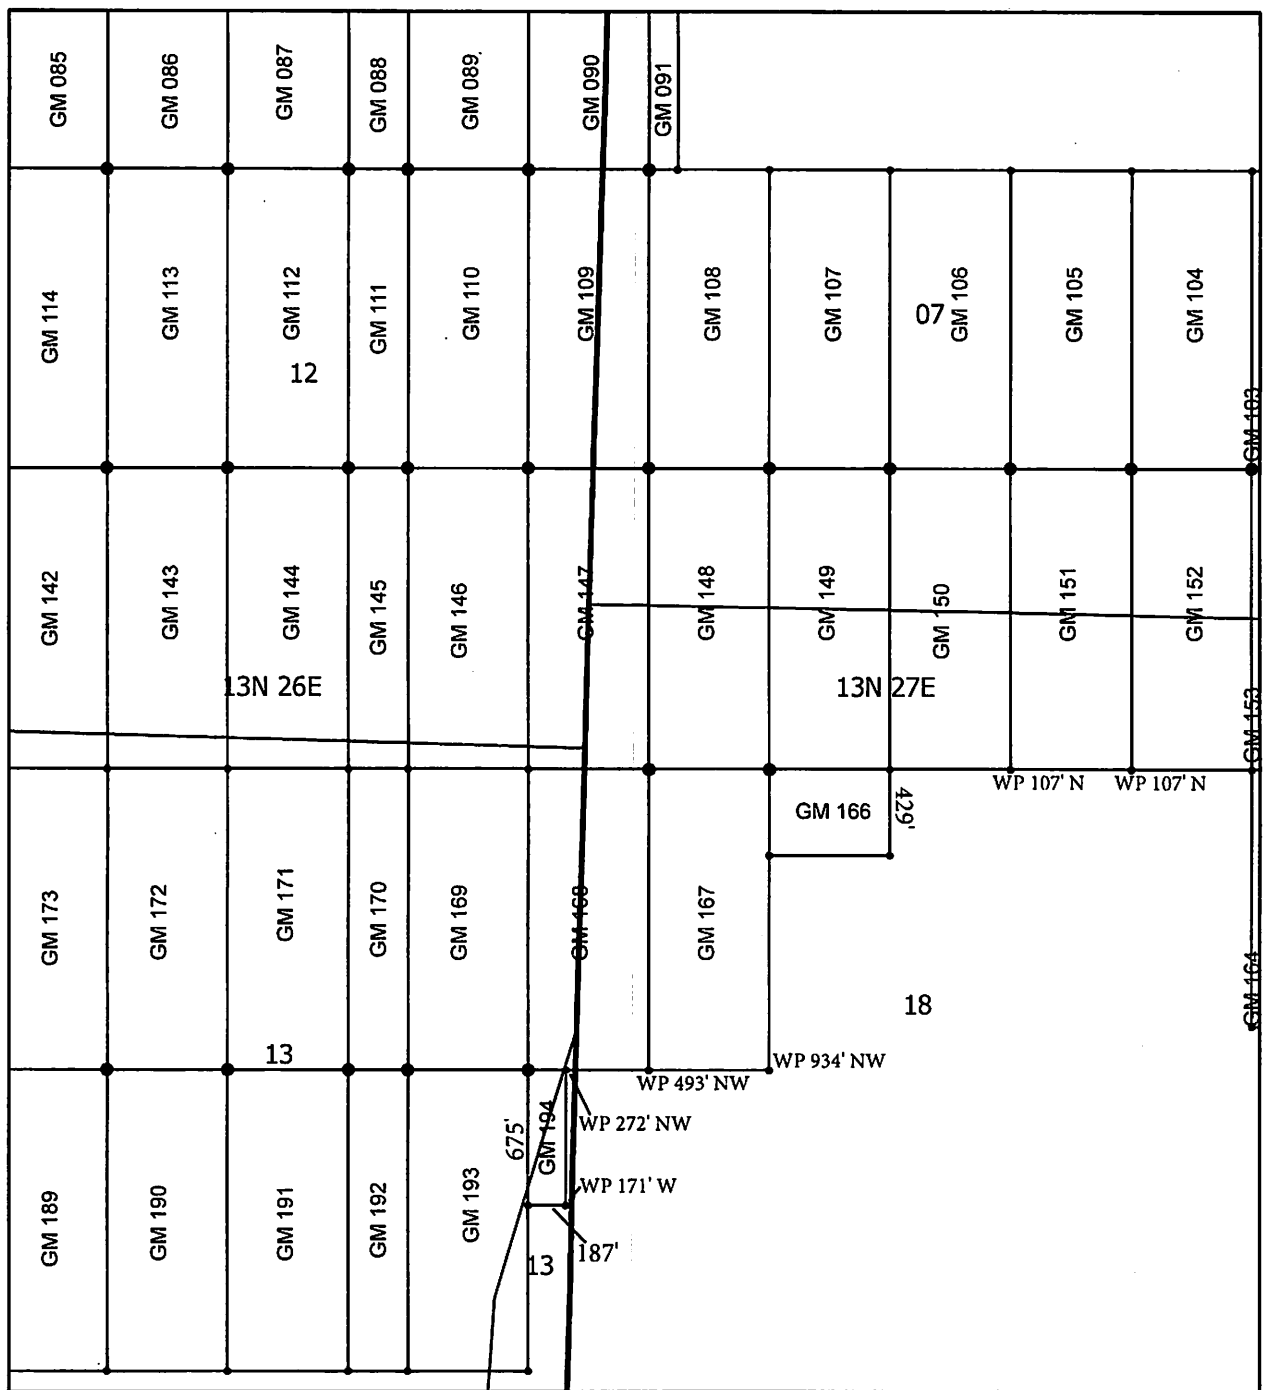 GM 085
GM 086
GM 087
GM 088
GM 089
GM 090
GM 091
GM 114
GM 113
GM 112
GM 111
GM 110
GM 109
GM 108
GM 107
GM 106
GM 105
GM 104
07
12
GM 103
GM 142
GM 143
GM 144
GM 145
GM 146
GM 147
GM 148
GM 149
GM 150
GM 151
GM 152
13N 26E
13N 27E
GM 153
WP 107' N
WP 107' N
GM 166
429'
GM 173
GM 172
GM 171
GM 170
GM 169
GM 168
GM 167
GM 164
18
13
WP 493' NW
WP 934' NW
WP 272' NW
675'
GM 194
WP 171' W
GM 189
GM 190
GM 191
GM 192
GM 193
187'
13